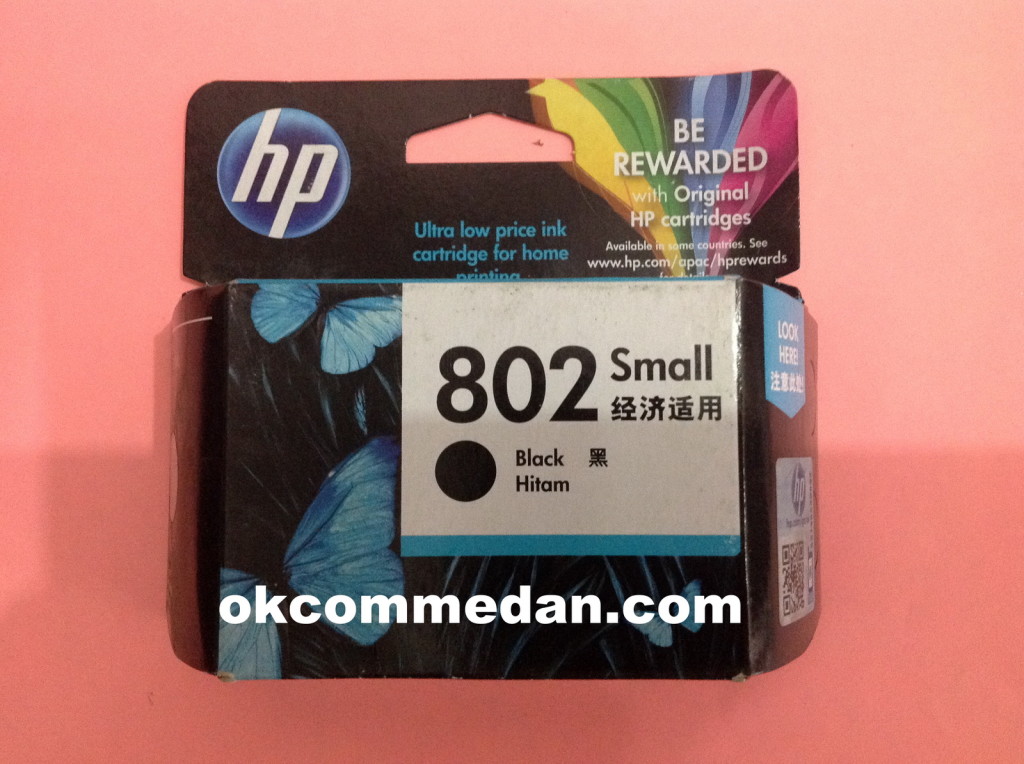 hp
BE
REWARDED
with Original
HP cartridges
Available in some countries. See
www.hp.com/apac/hprewards
Ultra low price ink
cartridge for home
printing
802 Small
经济适用
Black 黑
Hitam
LOOK
HERE!
注意此处!
hp
okcommedan.com